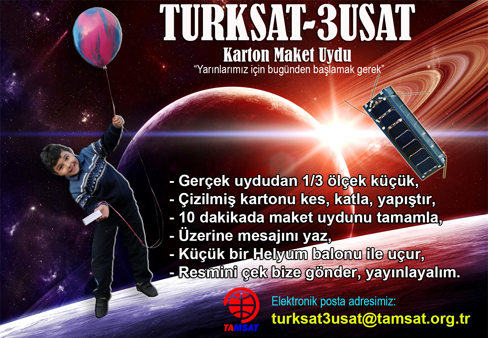 TURKSAT-3USAT
Karton Maket Uydu
"Yarınlarımız için bugünden başlamak gerek"
- Gerçek uydudan 1/3 ölçek küçük,
- Çizilmiş kartonu kes, katla, yapıştır,
- 10 dakikada maket uydunu tamamla,
- Üzerine mesajını yaz,
- Küçük bir Helyum balonu ile uçur,
- Resmini çek bize gönder, yayınlayalım.
Elektronik posta adresimiz:
turksat3usat@tamsat.org.tr
TAMSAT